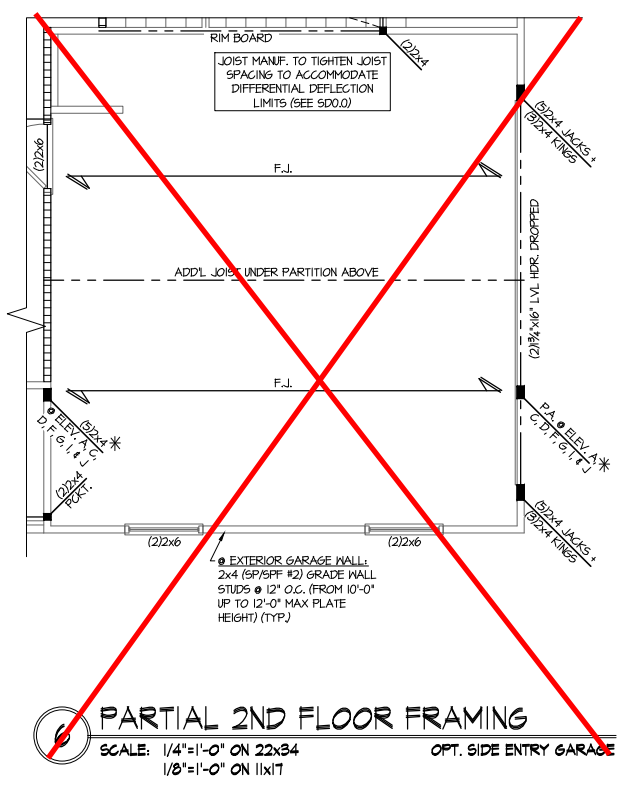 RIM BOARD
(2)2x4
JOIST MANUF. TO TIGHTEN JOIST
SPACING TO ACCOMMODATE
DIFFERENTIAL DEFLECTION
LIMITS (SEE SD0.0)
(5)2x4 JACKS +
(3)2x4 KINGS
(2)2x6
F.J.
(2)1¾"x16" LVL HDR. DROPPED
ADD'L JOIST UNDER PARTITION ABOVE
F.J.
(5)2x4 *
@ ELEV. A, C,
D, F, G, I, & J
P.A. @ ELEV. A *
C, D, F, G, I, & J
(2)2x4
PCKT.
(5)2x4 JACKS +
(3)2x4 KINGS
(2)2x6
(2)2x6
@ EXTERIOR GARAGE WALL:
2x4 (SP/SPF #2) GRADE WALL
STUDS @ 12" O.C. (FROM 10'-0"
UP TO 12'-0" MAX PLATE
HEIGHT) (TYP.)
6
PARTIAL 2ND FLOOR FRAMING
SCALE: 1/4"=1'-0" ON 22x34
OPT. SIDE ENTRY GARAGE
1/8"=1'-0" ON 11x17